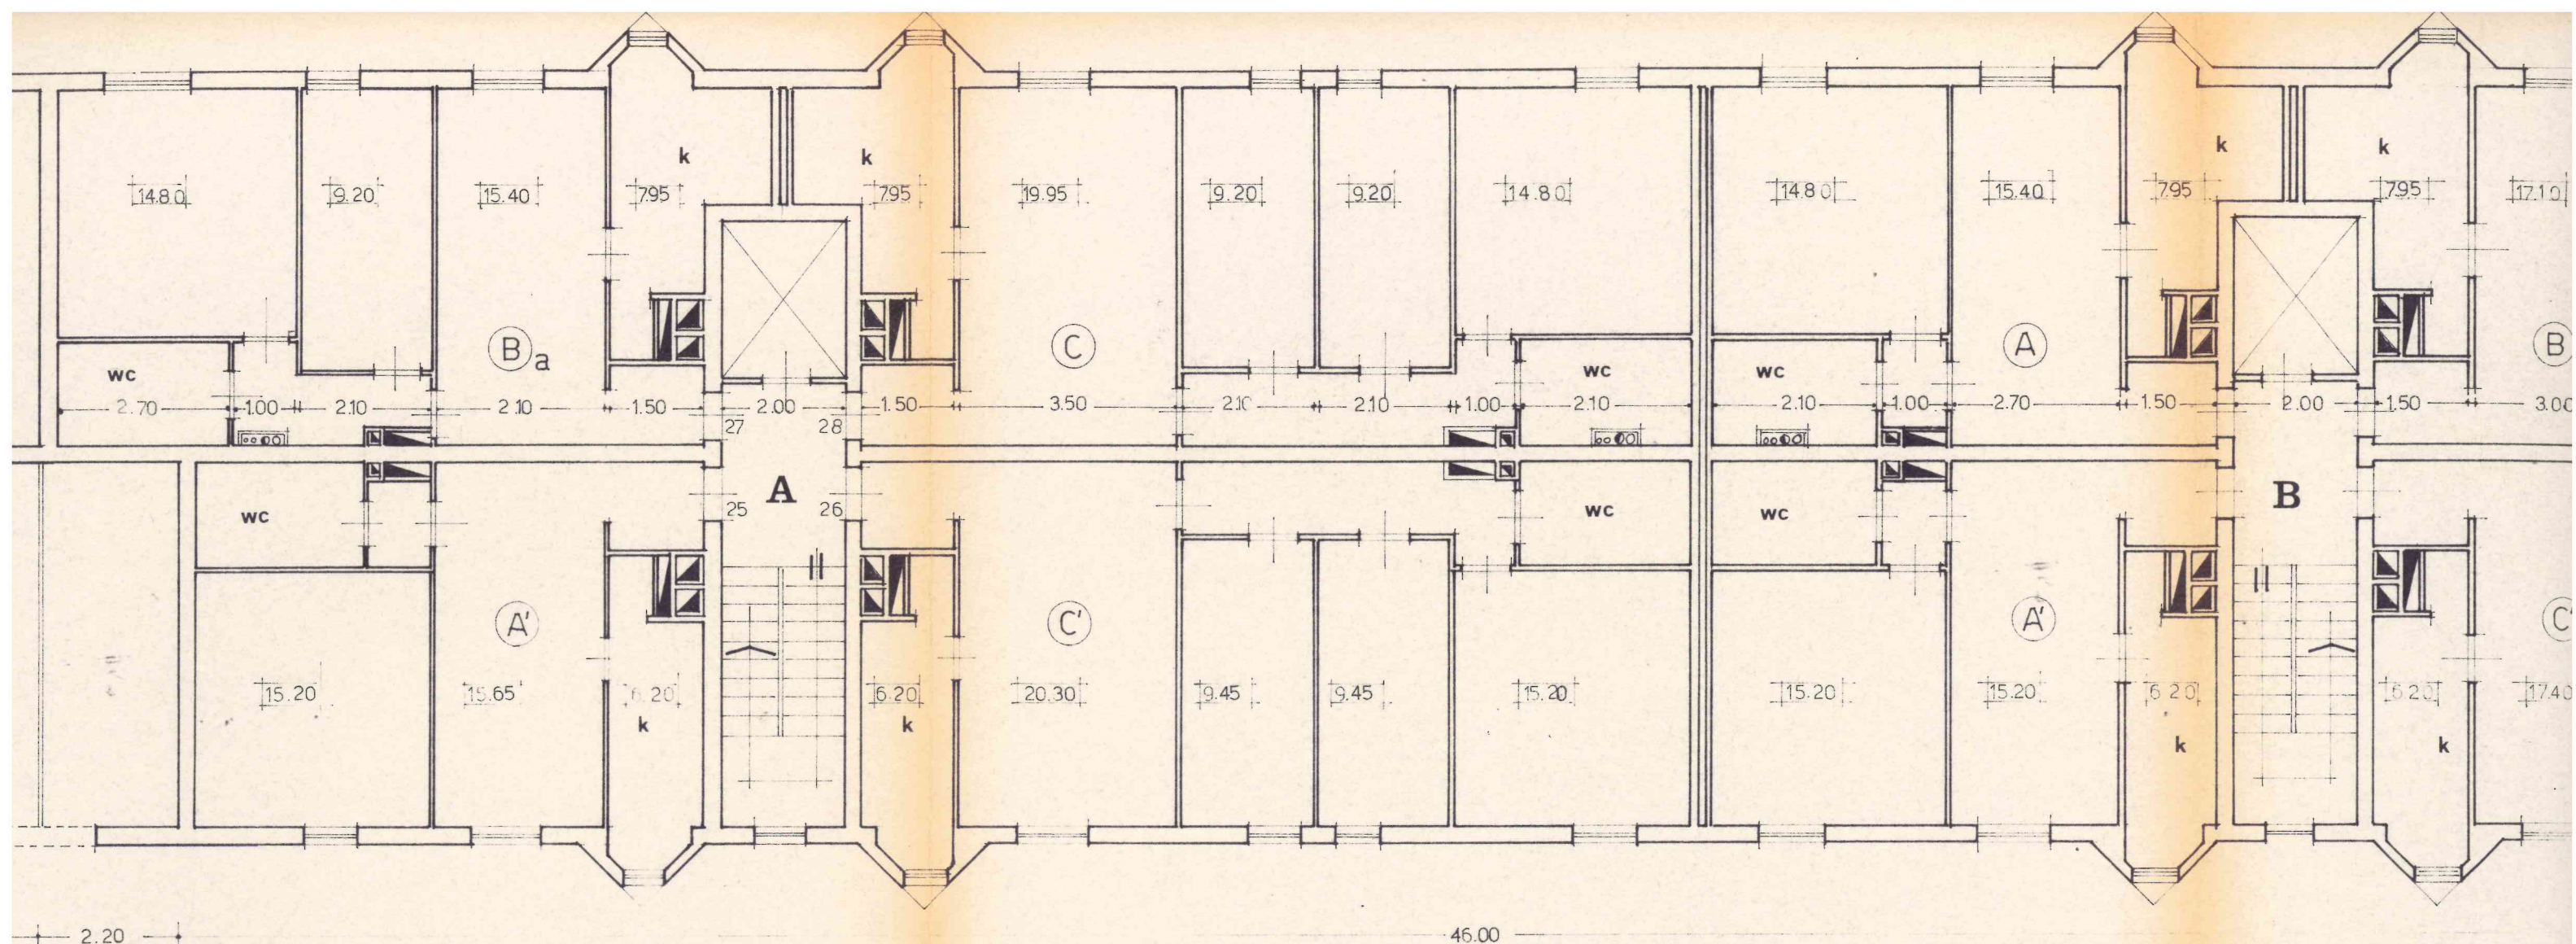 k k k k
14.80 9.20 15.40 7.95 7.95 19.95 9.20 9.20 14.80 14.80 15.40 7.95 7.95 17.10
B a C A B
wc wc wc
2.70 1.00 2.10 2.10 1.50 2.00 1.50 3.50 2.10 2.10 1.00 2.10 2.10 1.00 2.70 1.50 2.00 1.50 3.00
27 28
wc A wc wc B
25 26
A' C' A' C'
15.20 15.65 6.20 6.20 20.30 9.45 9.45 15.20 15.20 15.20 6.20 6.20 17.40
k k k k
2.20 46.00